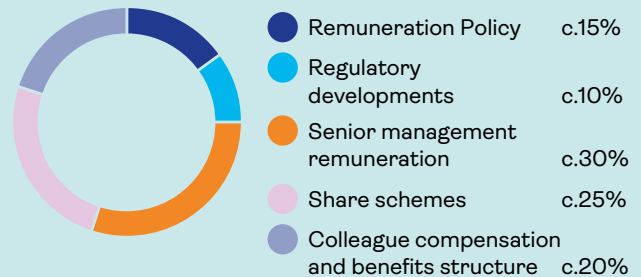 Remuneration Policy c.15%
Regulatory
developments c.10%
Senior management
remuneration c.30%
Share schemes c.25%
Colleague compensation
and benefits structure c.20%